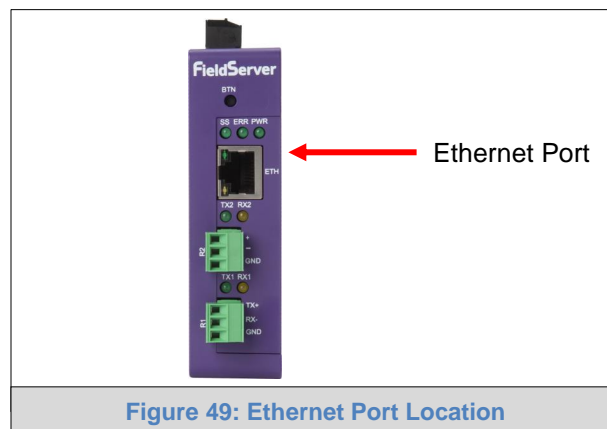 FieldServer
BTN
SS ERR PWR
Ethernet Port
ETH
TX2 RX2
+
−
R2
GND
TX1 RX1
TX+
R1
RX-
GND
Figure 49: Ethernet Port Location